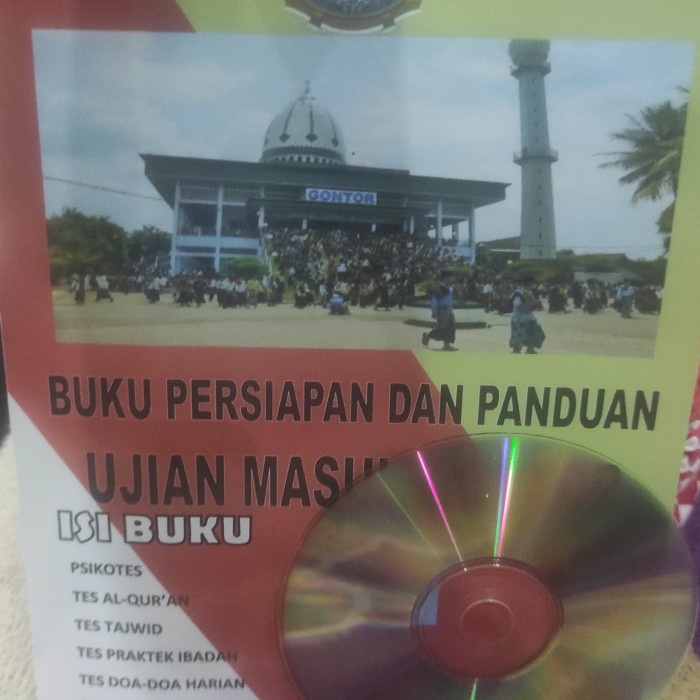 GONTOR
BUKU PERSIAPAN DAN PANDUAN
UJIAN MASU
ISI BUKU
PSIKOTES
TES AL-QUR'AN
TES TAJWID
TES PRAKTEK IBADAH
TES DOA-DOA HARIAN